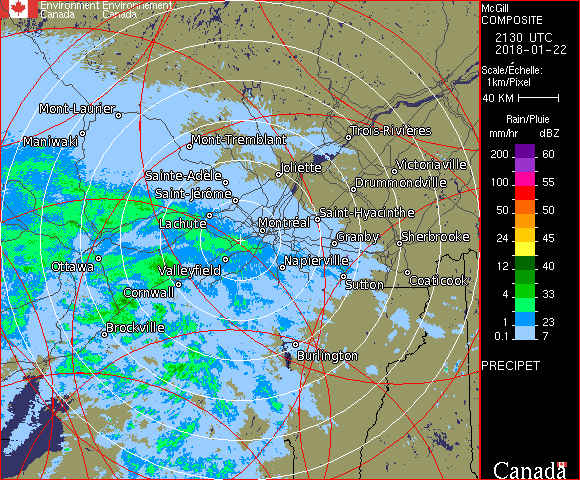 Environment Environnement
Canada Canada
McGill
COMPOSITE
2130 UTC
2018-01-22
Scale/Échelle:
1km/Pixel
40 KM
Rain/Pluie
mm/hr dBZ
200 60
100 55
50 50
24 45
12 40
4 33
1 23
0.1 7
PRECIPET
Canada
Mont-Laurier
Maniwaki
Mont-Tremblant
Trois-Rivières
Joliette
Victoriaville
Sainte-Adèle
Drummondville
Saint-Jérôme
Lachute
Montréal
Saint-Hyacinthe
Granby
Sherbrooke
Ottawa
Valleyfield
Napierville
Cornwall
Sutton
Coaticook
Brockville
Burlington